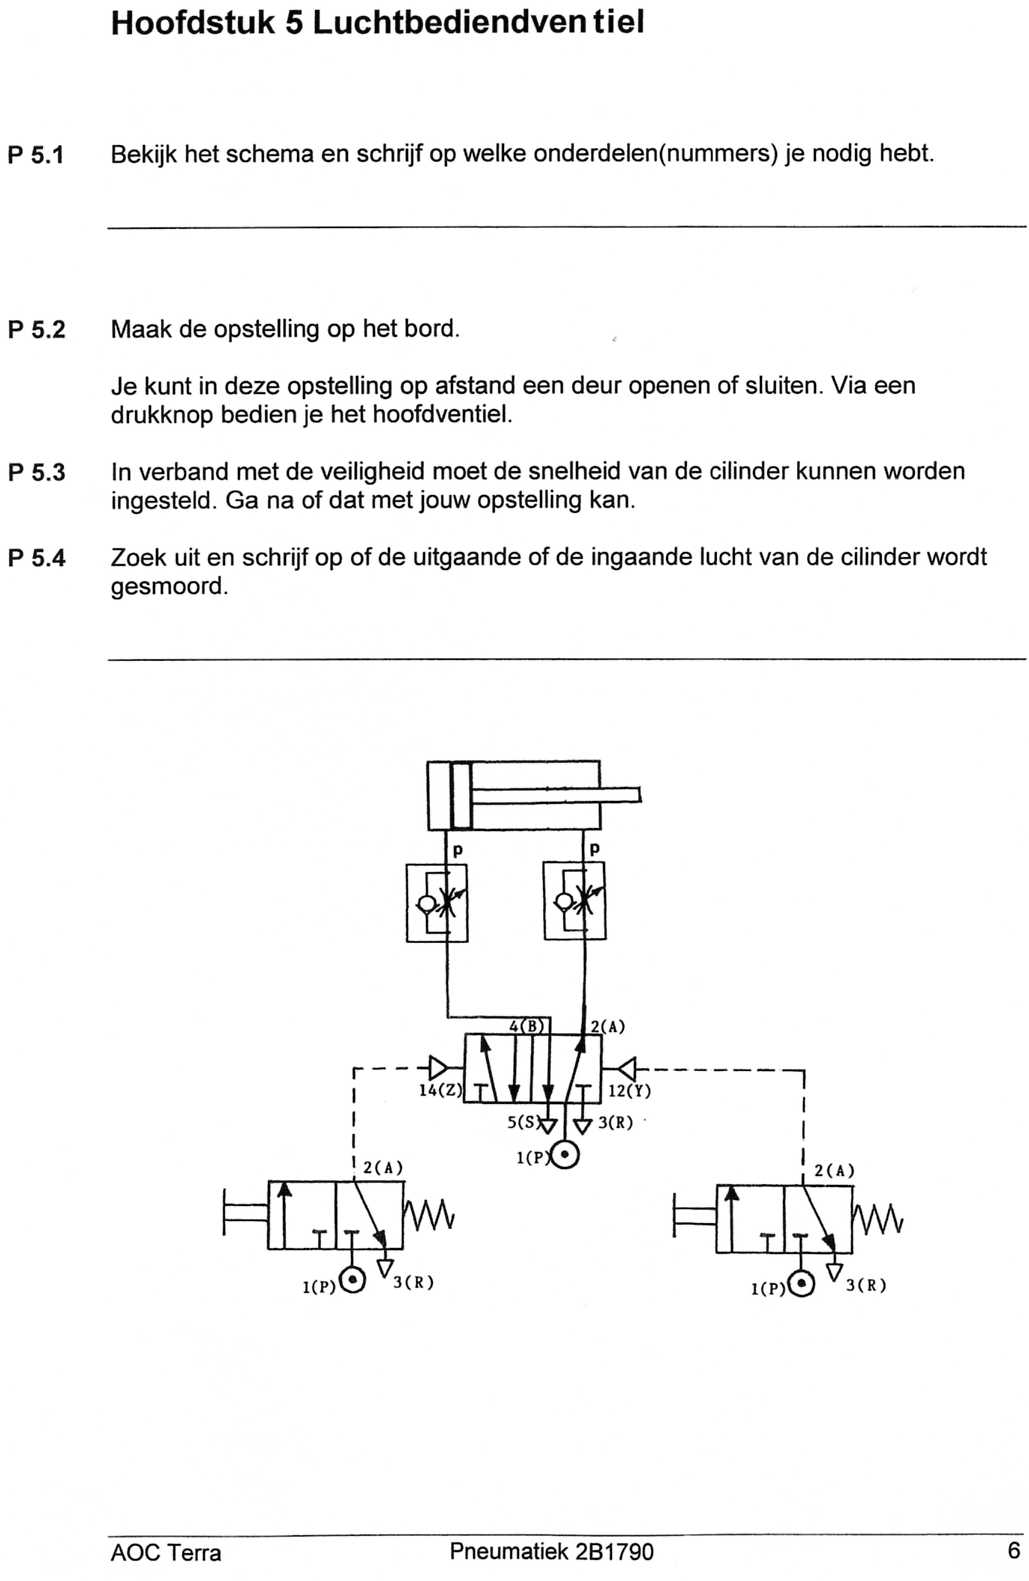 Hoofdstuk 5 Luchtbediendventiel
P 5.1 Bekijk het schema en schrijf op welke onderdelen(nummers) je nodig hebt.
P 5.2 Maak de opstelling op het bord.
Je kunt in deze opstelling op afstand een deur openen of sluiten. Via een
drukknop bedien je het hoofdventiel.
P 5.3 In verband met de veiligheid moet de snelheid van de cilinder kunnen worden
ingesteld. Ga na of dat met jouw opstelling kan.
P 5.4 Zoek uit en schrijf op of de uitgaande of de ingaande lucht van de cilinder wordt
gesmoord.
p p
4(B) 2(A)
14(Z) 12(Y)
5(S) 3(R)
1(P)
2(A) 2(A)
1(P) 3(R) 1(P) 3(R)
AOC Terra Pneumatiek 2B1790 6